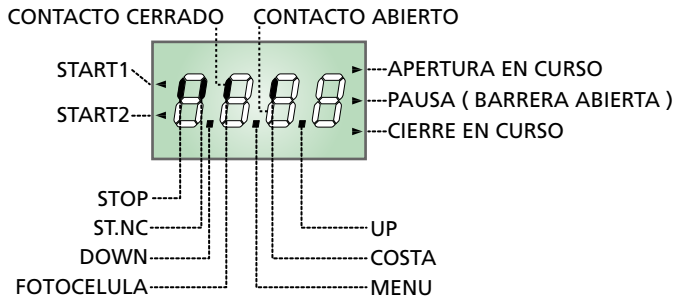 CONTACTO CERRADO
CONTACTO ABIERTO
START1
START2
APERTURA EN CURSO
PAUSA ( BARRERA ABIERTA )
CIERRE EN CURSO
STOP
ST.NC
DOWN
FOTOCELULA
UP
COSTA
MENU